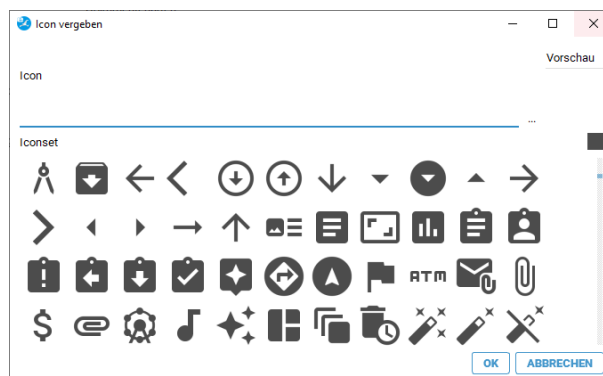 Icon vergeben
Vorschau
Icon
...
Iconset
ATM
OK
ABBRECHEN